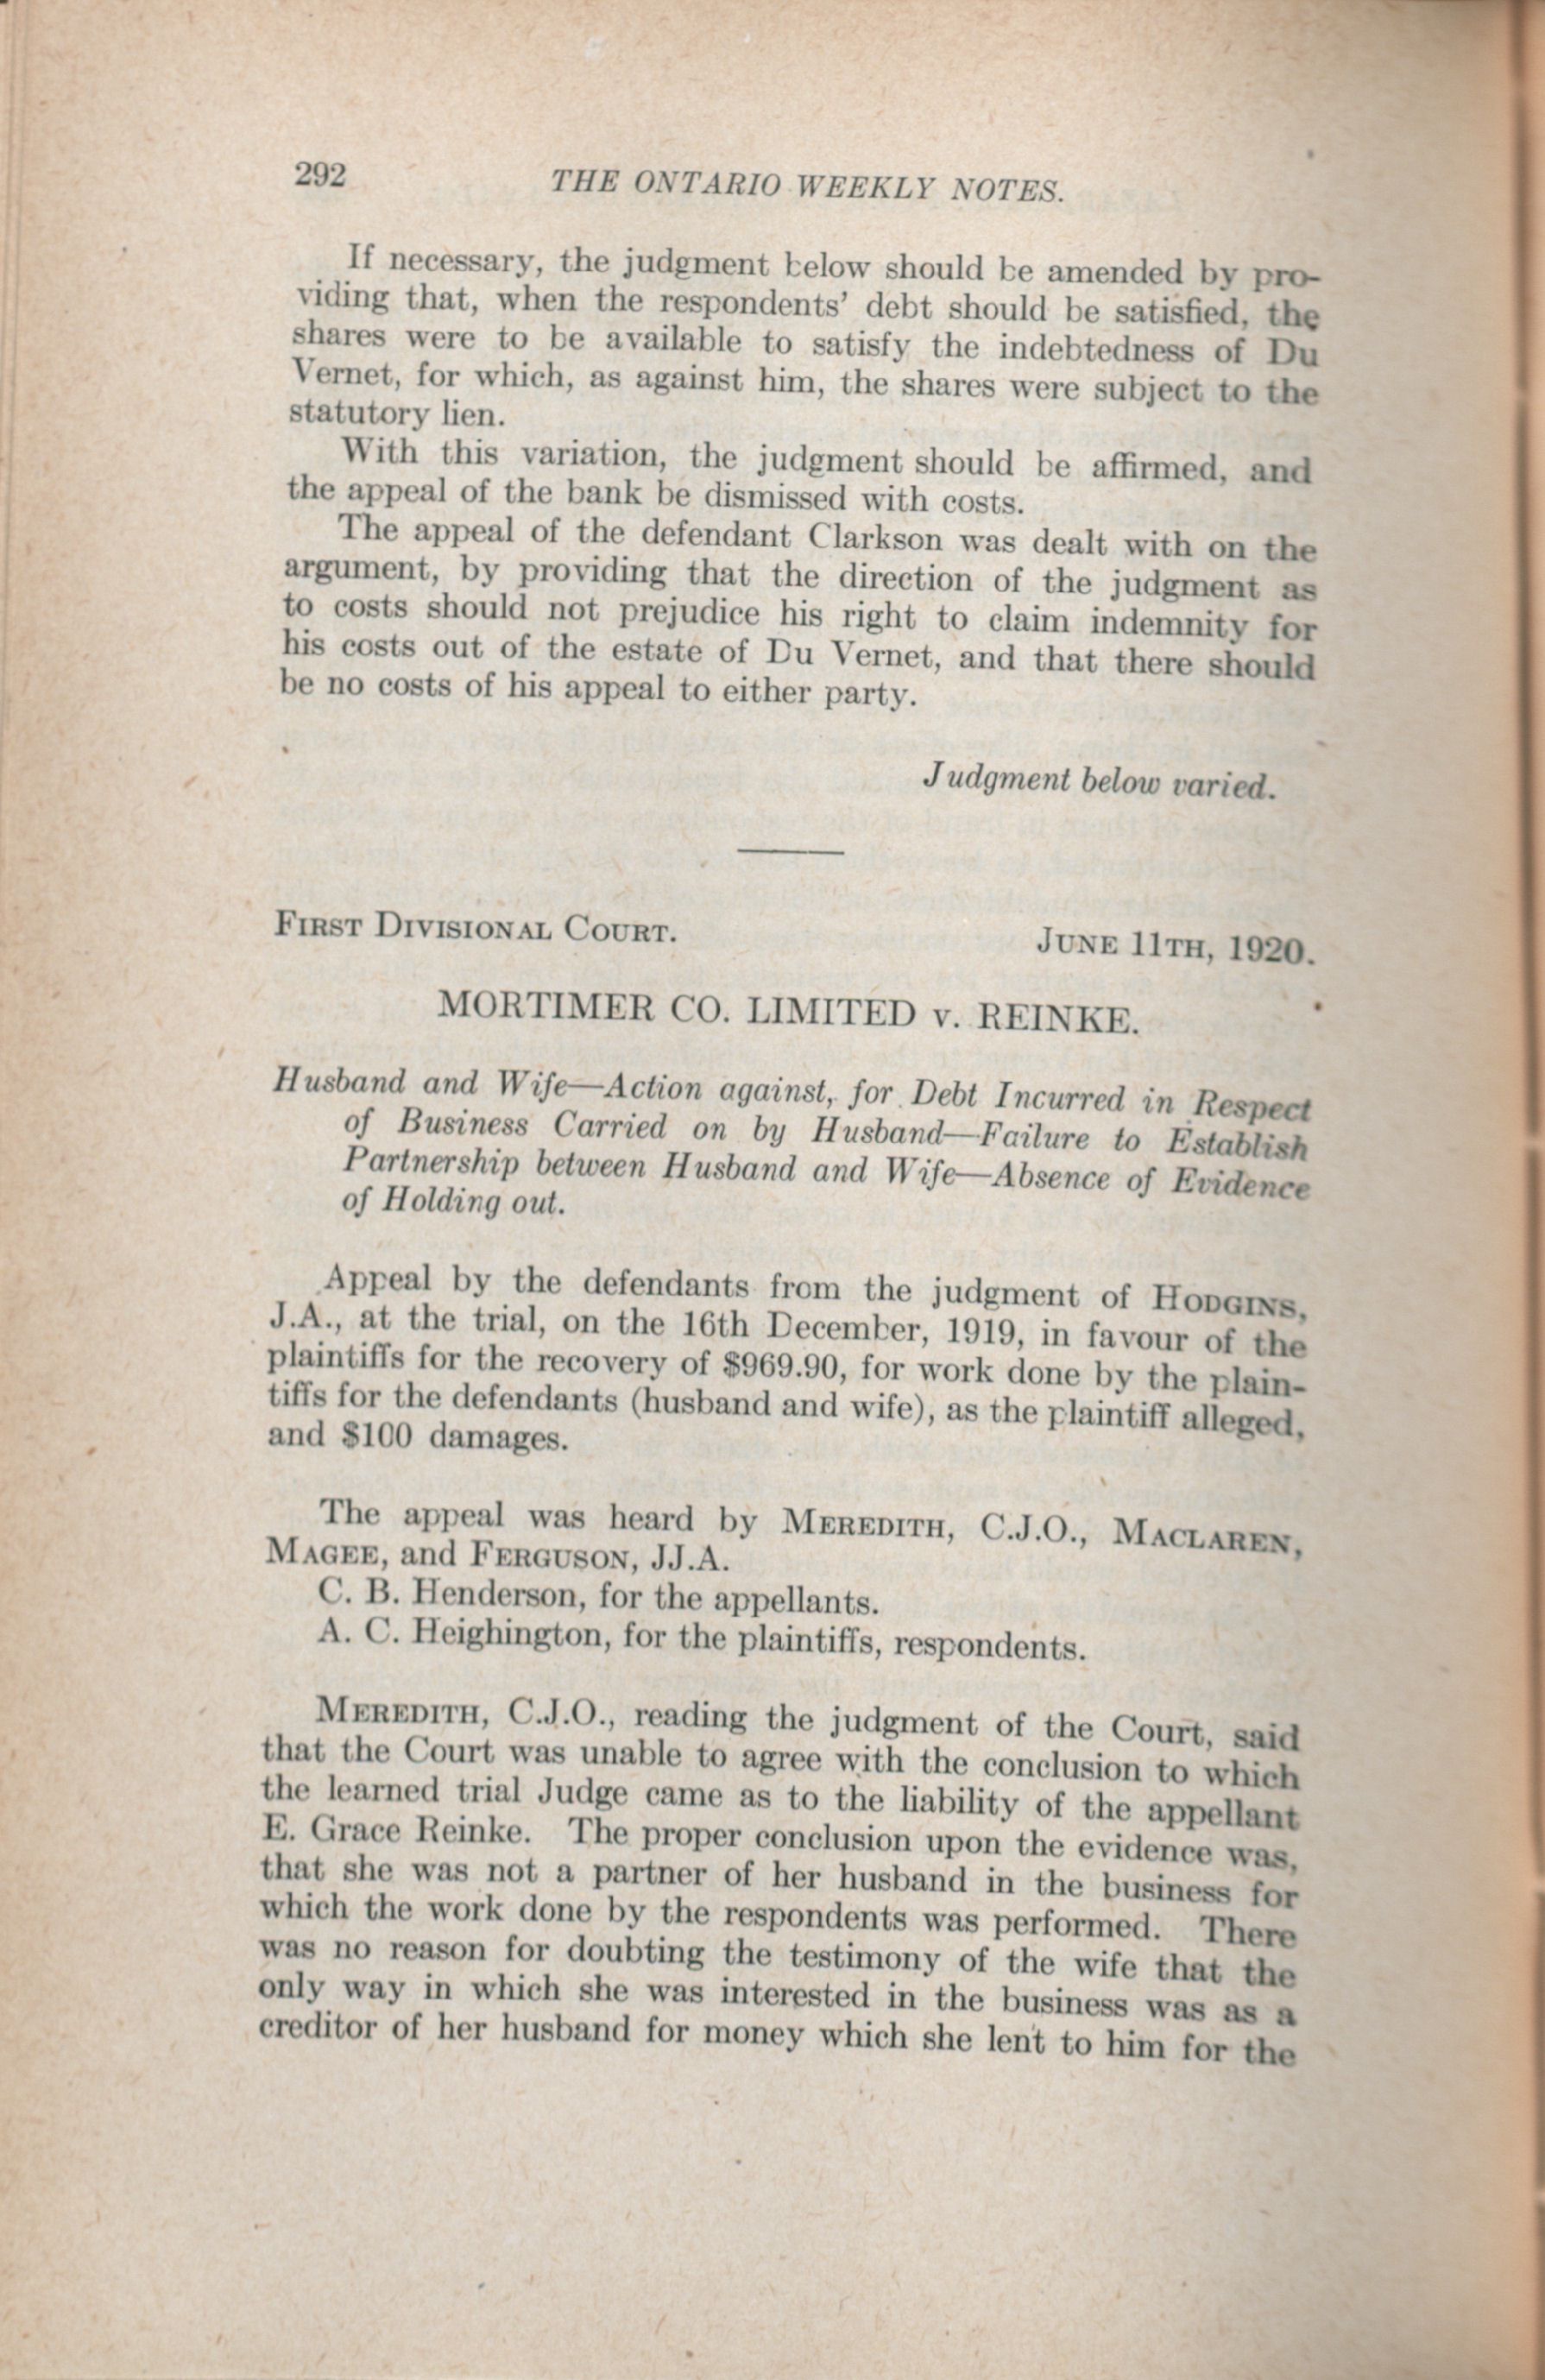 292
THE ONTARIO WEEKLY NOTES.
If necessary, the judgment below should be amended by pro-
viding that, when the respondents' debt should be satisfied, the
shares were to be available to satisfy the indebtedness of Du
Vernet, for which, as against him, the shares were subject to the
statutory lien.
With this variation, the judgment should be affirmed, and
the appeal of the bank be dismissed with costs.
The appeal of the defendant Clarkson was dealt with on the
argument, by providing that the direction of the judgment as
to costs should not prejudice his right to claim indemnity for
his costs out of the estate of Du Vernet, and that there should
be no costs of his appeal to either party.
Judgment below varied.
FIRST DIVISIONAL COURT.
JUNE 11TH, 1920.
MORTIMER CO. LIMITED v. REINKE.
Husband and Wife—Action against, for Debt Incurred in Respect
of Business Carried on by Husband—Failure to Establish
Partnership between Husband and Wife—Absence of Evidence
of Holding out.
Appeal by the defendants from the judgment of HODGINS,
J.A., at the trial, on the 16th December, 1919, in favour of the
plaintiffs for the recovery of $969.90, for work done by the plain-
tiffs for the defendants (husband and wife), as the plaintiff alleged,
and $100 damages.
The appeal was heard by MEREDITH, C.J.O., MACLAREN,
MAGEE, and FERGUSON, JJ.A.
C. B. Henderson, for the appellants.
A. C. Heighington, for the plaintiffs, respondents.
MEREDITH, C.J.O., reading the judgment of the Court, said
that the Court was unable to agree with the conclusion to which
the learned trial Judge came as to the liability of the appellant
E. Grace Reinke. The proper conclusion upon the evidence was,
that she was not a partner of her husband in the business for
which the work done by the respondents was performed. There
was no reason for doubting the testimony of the wife that the
only way in which she was interested in the business was as a
creditor of her husband for money which she lent to him for the